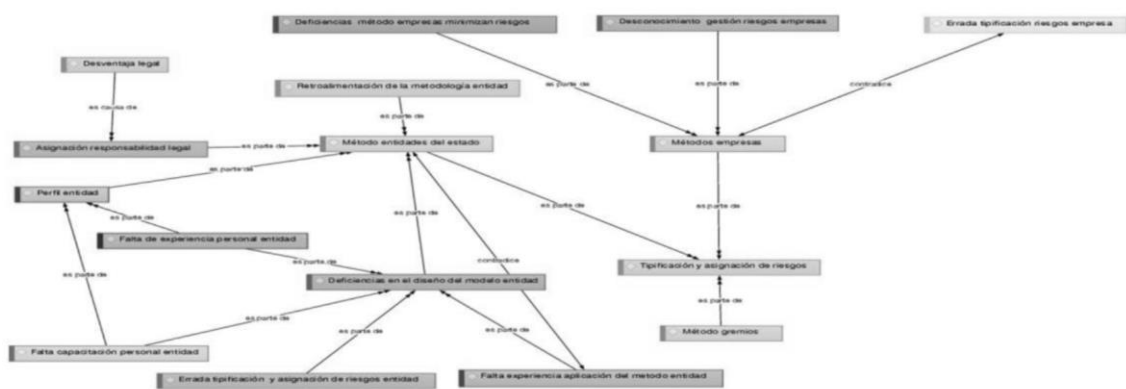 Deficiencias método empresas minimizan riesgos
Desconocimiento gestión riesgos empresas
Errada tipificación riesgos empresa
Desventaja legal
Retroalimentación de la metodología entidad
es parte de
es parte de
contradice
es causa de
es parte de
Asignación responsabilidad legal
es parte de
Método entidades del estado
Métodos empresas
es parte de
Perfil entidad
es parte de
es parte de
es parte de
es parte de
Falta de experiencia personal entidad
es parte de
contradice
Tipificación y asignación de riesgos
es parte de
Deficiencias en el diseño del modelo entidad
es parte de
es parte de
es parte de
es parte de
Método gremios
Falta capacitación personal entidad
es parte de
Errada tipificación y asignación de riesgos entidad
Falta experiencia aplicación del metodo entidad